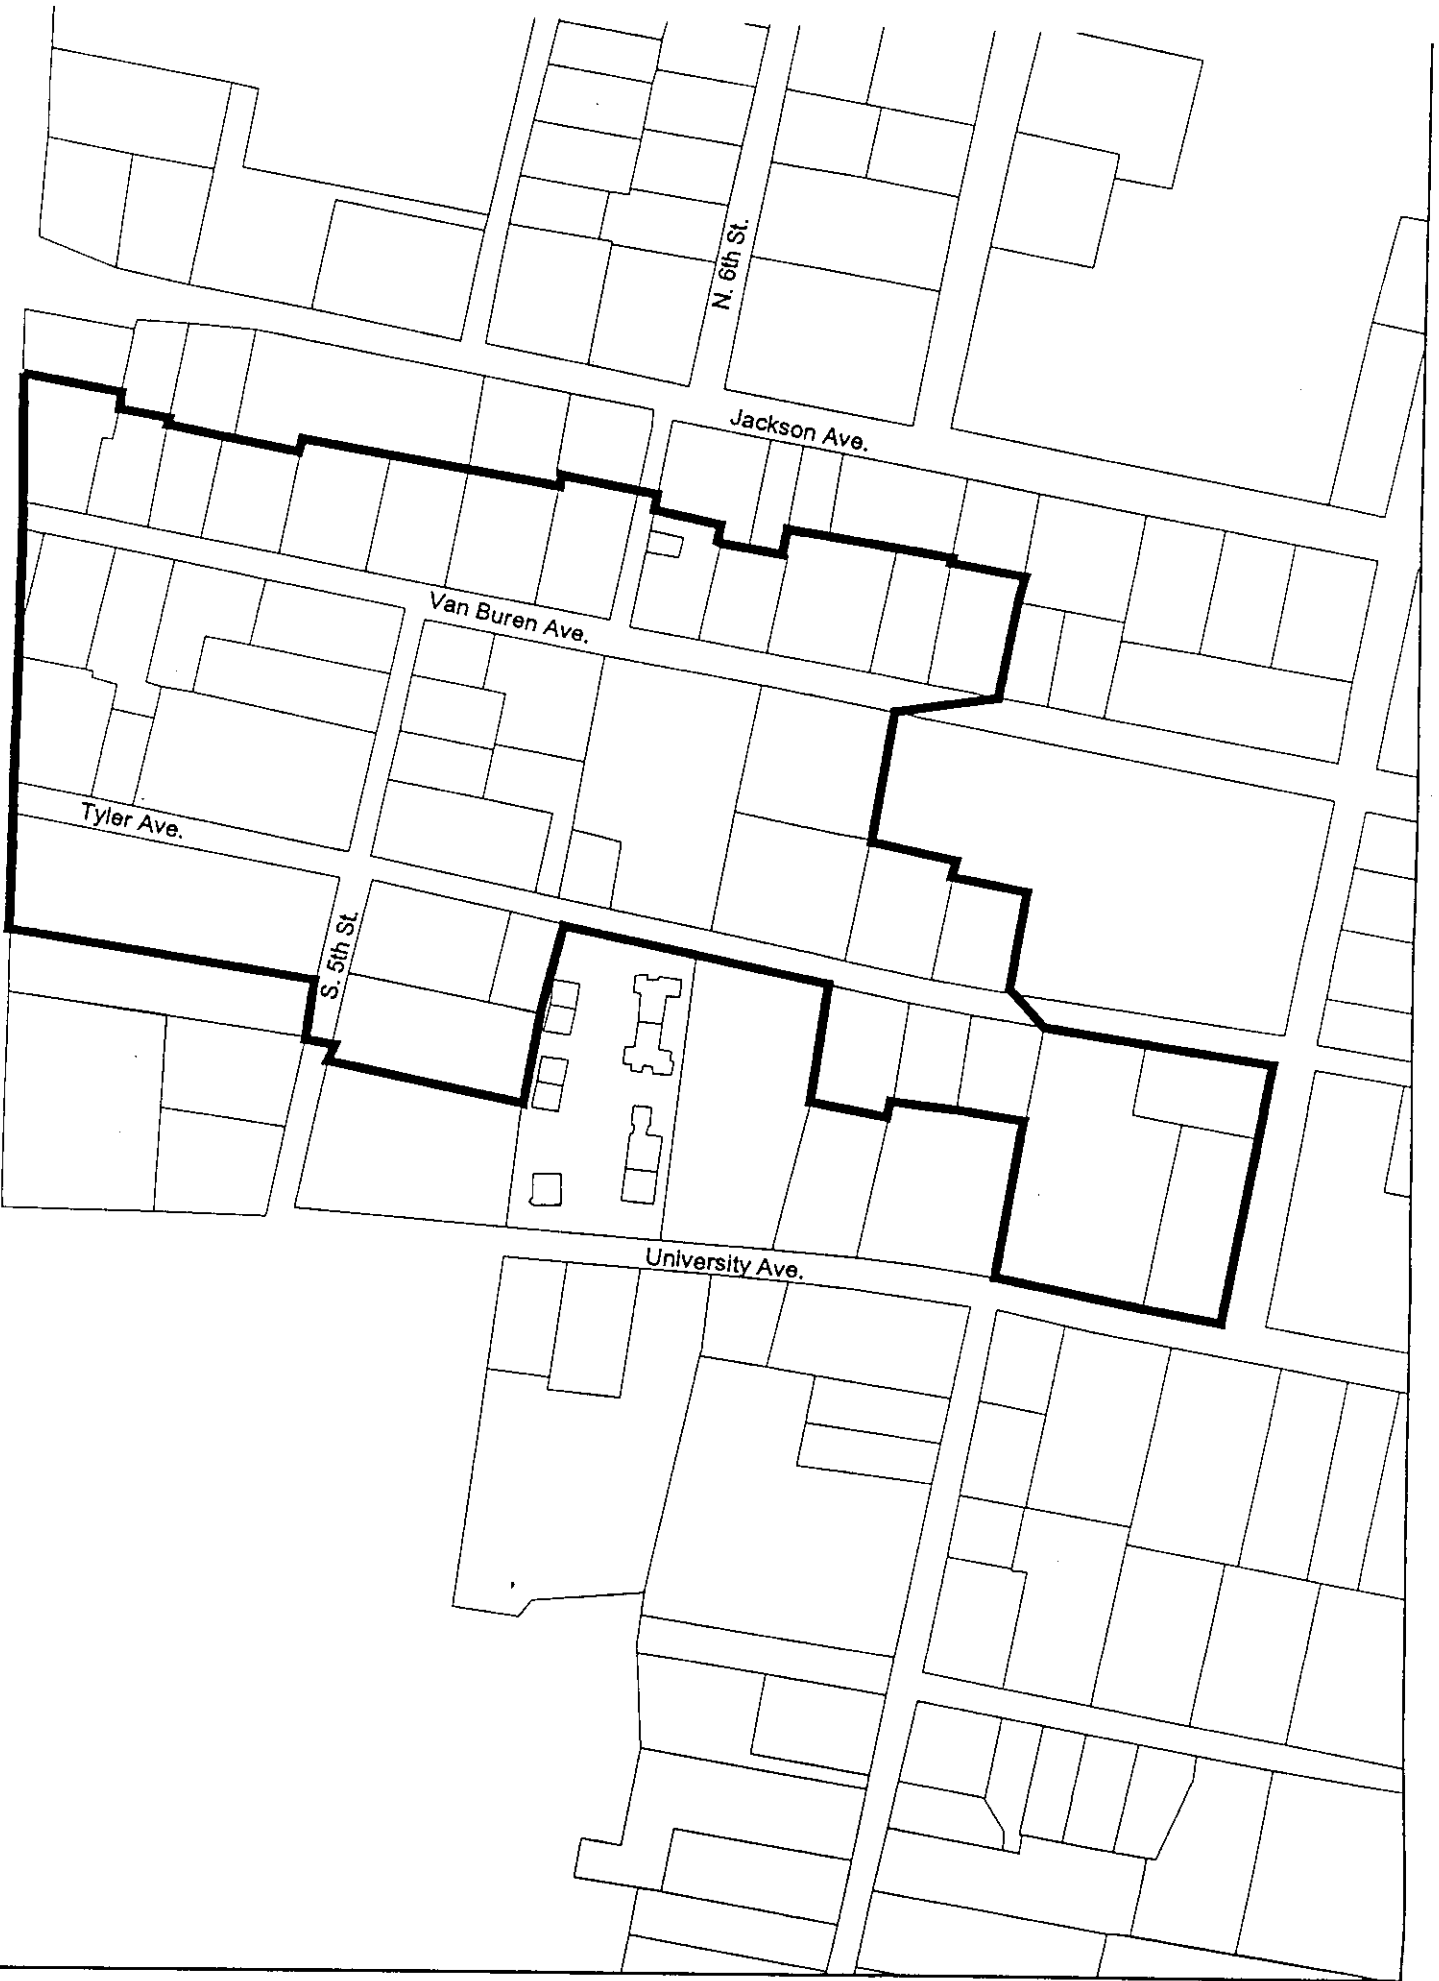 N. 6th St.
Jackson Ave.
Van Buren Ave.
Tyler Ave.
S. 5th St.
University Ave.